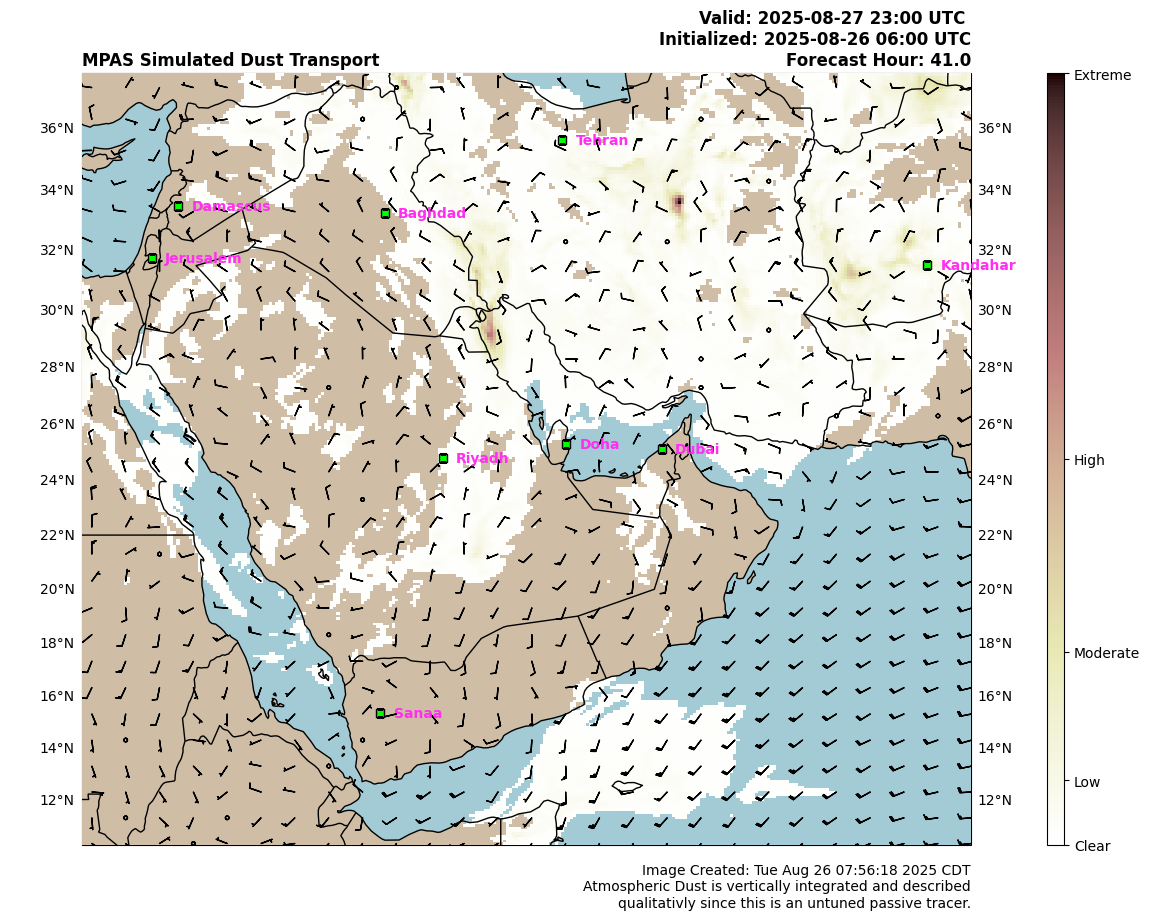 Valid: 2025-08-27 23:00 UTC
Initialized: 2025-08-26 06:00 UTC
MPAS Simulated Dust Transport
Forecast Hour: 41.0
Extreme
36°N
36°N
Tehran
34°N
34°N
Damascus
Baghdad
32°N
32°N
Jerusalem
Kandahar
30°N
30°N
28°N
28°N
26°N
26°N
Doha
Dubai
Riyadh
High
24°N
24°N
22°N
22°N
20°N
20°N
18°N
18°N
Moderate
16°N
16°N
Sanaa
14°N
14°N
Low
12°N
12°N
Clear
Image Created: Tue Aug 26 07:56:18 2025 CDT
Atmospheric Dust is vertically integrated and described
qualitativly since this is an untuned passive tracer.